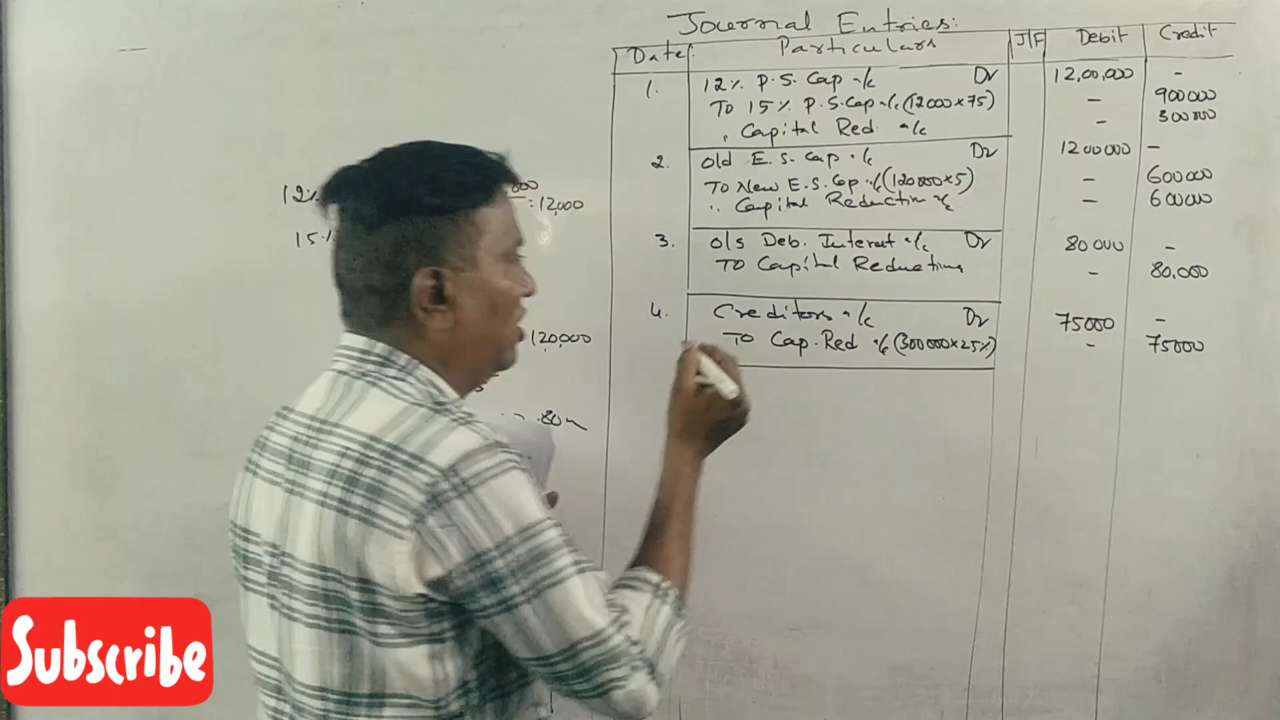 Journal Entries:
Date Particulars J/F Debit Credit
1. 12% P.S. Cap a/c Dr 12,00,000 -
To 15% P.S. Cap a/c (12000×75) - 900000
" Capital Red. a/c - 300000
2. Old E.S. Cap a/c Dr 1200000 -
To New E.S. Cap a/c (120000×5) - 600000
" Capital Reduction a/c - 600000
3. O/s Deb. Interest a/c Dr 80000 -
To Capital Reduction - 80,000
4. Creditors a/c Dr 75000 -
To Cap. Red a/c (300000×25%) - 75000
12%
: 12,000
15%
120,000
Subscribe